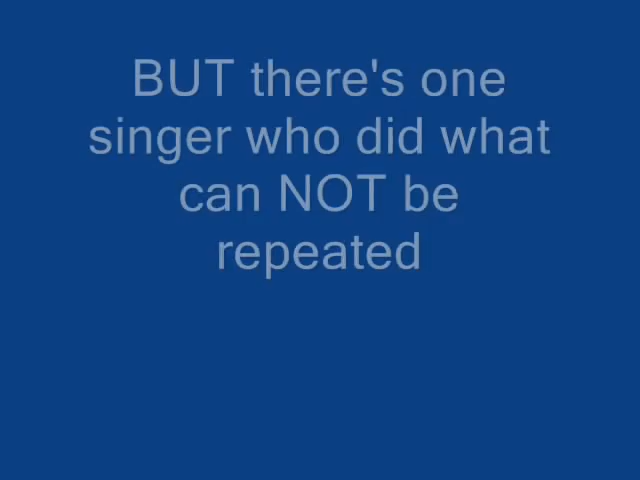 BUT there's one
singer who did what
can NOT be
repeated